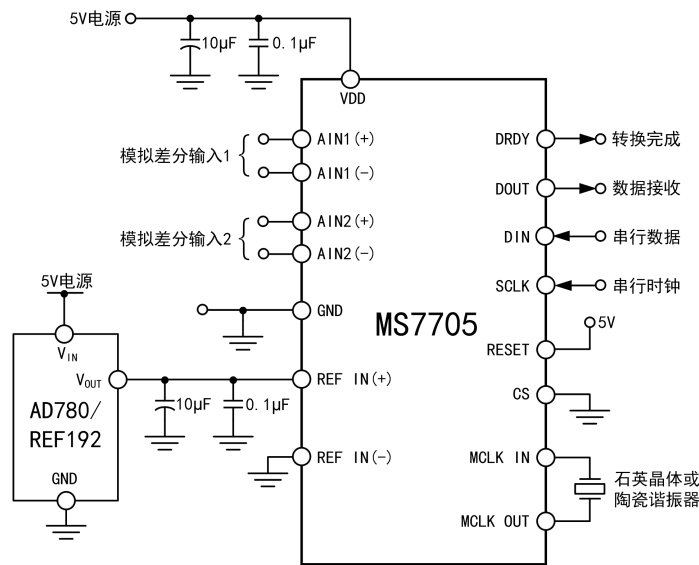 5V电源
10μF
0.1μF
VDD
模拟差分输入1
AIN1(+)
AIN1(-)
模拟差分输入2
AIN2(+)
AIN2(-)
GND
MS7705
DRDY
转换完成
DOUT
数据接收
DIN
串行数据
SCLK
串行时钟
5V
RESET
CS
MCLK IN
MCLK OUT
石英晶体或
陶瓷谐振器
5V电源
VIN
VOUT
AD780/
REF192
GND
10μF
0.1μF
REF IN(+)
REF IN(-)